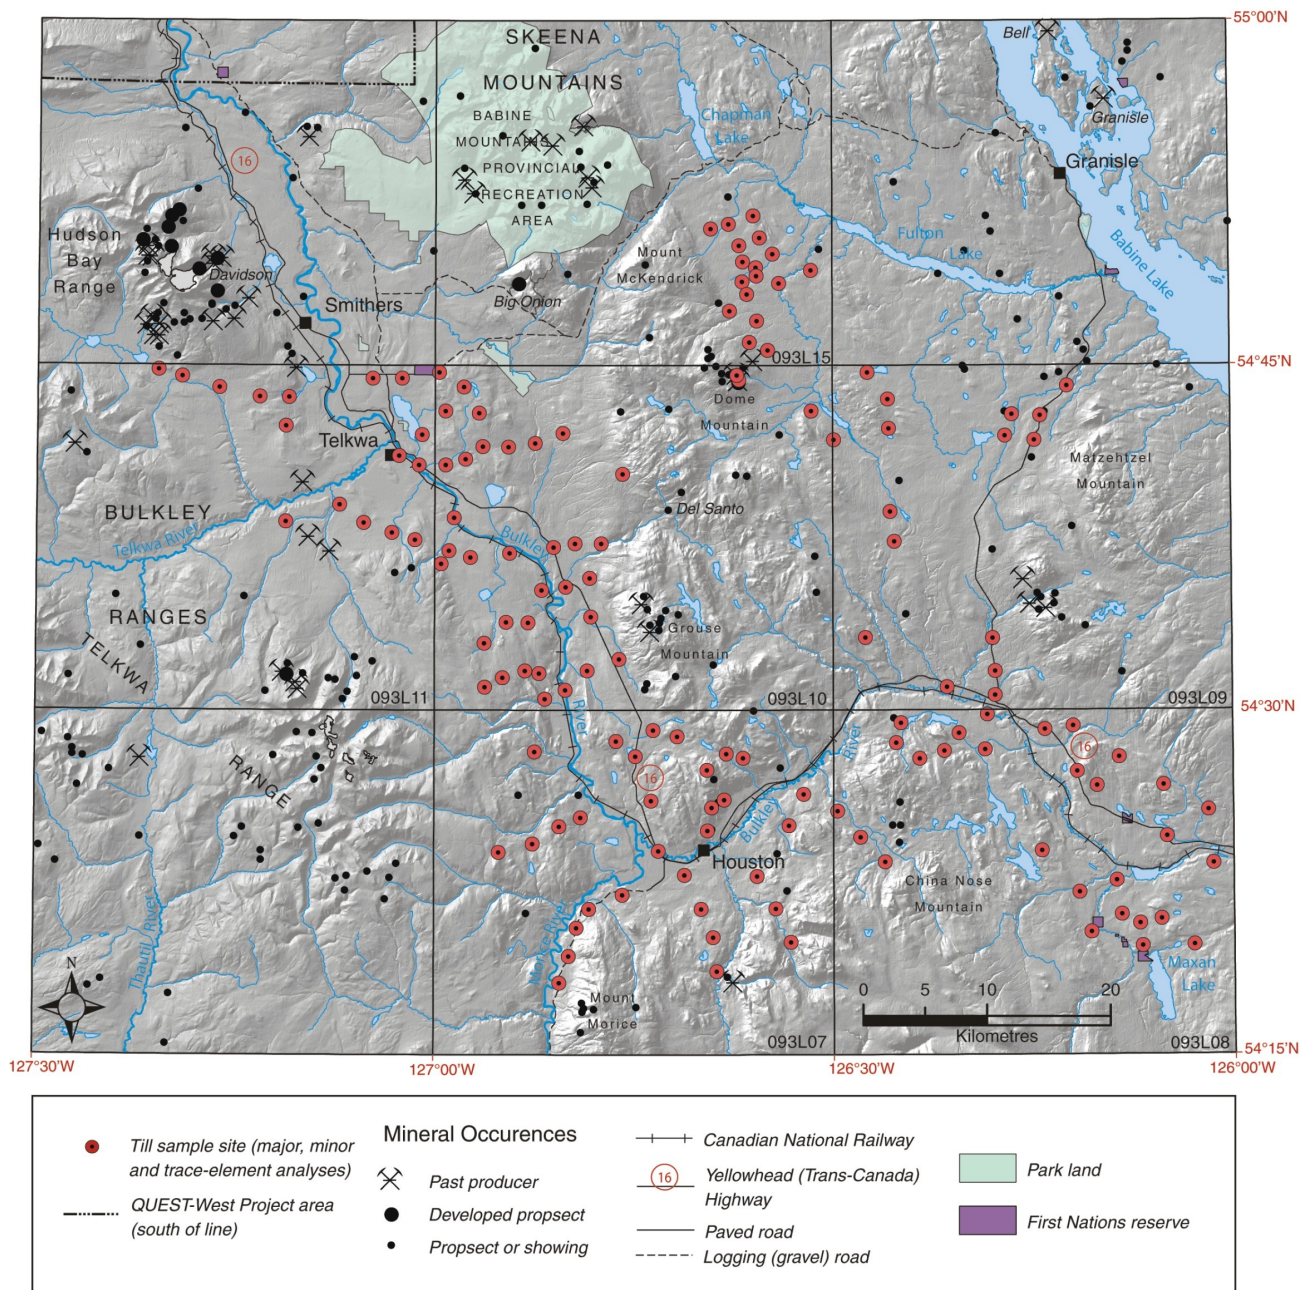 55°00'N
SKEENA
Bell
MOUNTAINS
BABINE
Chapman
Lake
Granisle
MOUNTAINS
16
PROVINCIAL
Granisle
RECREATION
AREA
Hudson
Bay
Range
Fulton
Lake
Babine Lake
Mount
McKendrick
Davidson
Big Onion
Smithers
093L15
54°45'N
Dome
Mountain
Telkwa
Matzehtzel
Mountain
Del Santo
BULKLEY
Telkwa River
Bulkley
RANGES
Grouse
Mountain
TELKWA
093L11
093L10
093L09
54°30'N
River
River
16
RANGE
16
Bulkley
Houston
China Nose
Mountain
Thautil River
Morice River
Maxan
Lake
N
0 5 10 20
Mount
Morice
Kilometres
093L07
093L08
54°15'N
127°30'W
127°00'W
126°30'W
126°00'W
Till sample site (major, minor
and trace-element analyses)
QUEST-West Project area
(south of line)
Mineral Occurences
Past producer
Developed propsect
Propsect or showing
Canadian National Railway
16
Yellowhead (Trans-Canada)
Highway
Paved road
Logging (gravel) road
Park land
First Nations reserve